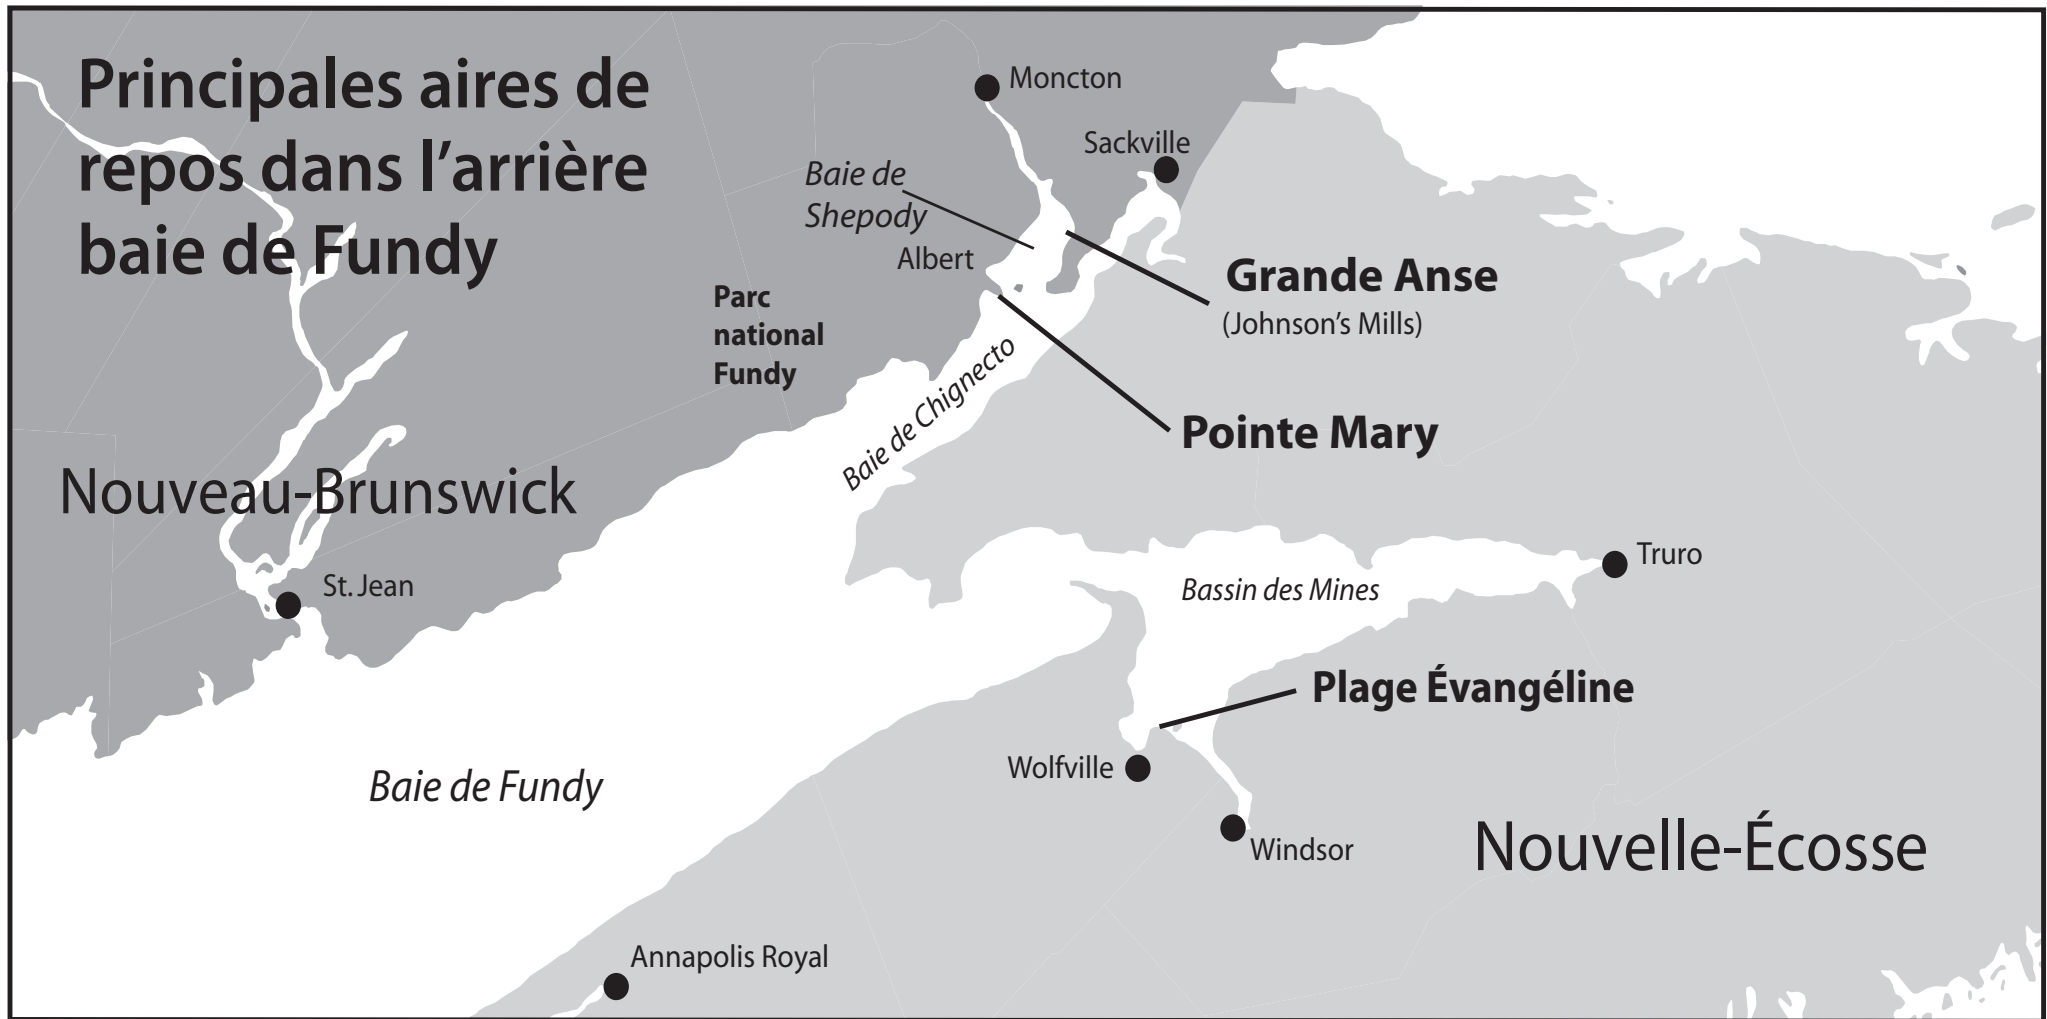 Principales aires de
repos dans l’arrière
baie de Fundy
Moncton
Sackville
Baie de
Shepody
Albert
Grande Anse
(Johnson’s Mills)
Parc
national
Fundy
Baie de Chignecto
Pointe Mary
Nouveau-Brunswick
St. Jean
Truro
Bassin des Mines
Plage Évangéline
Baie de Fundy
Wolfville
Windsor
Nouvelle-Écosse
Annapolis Royal